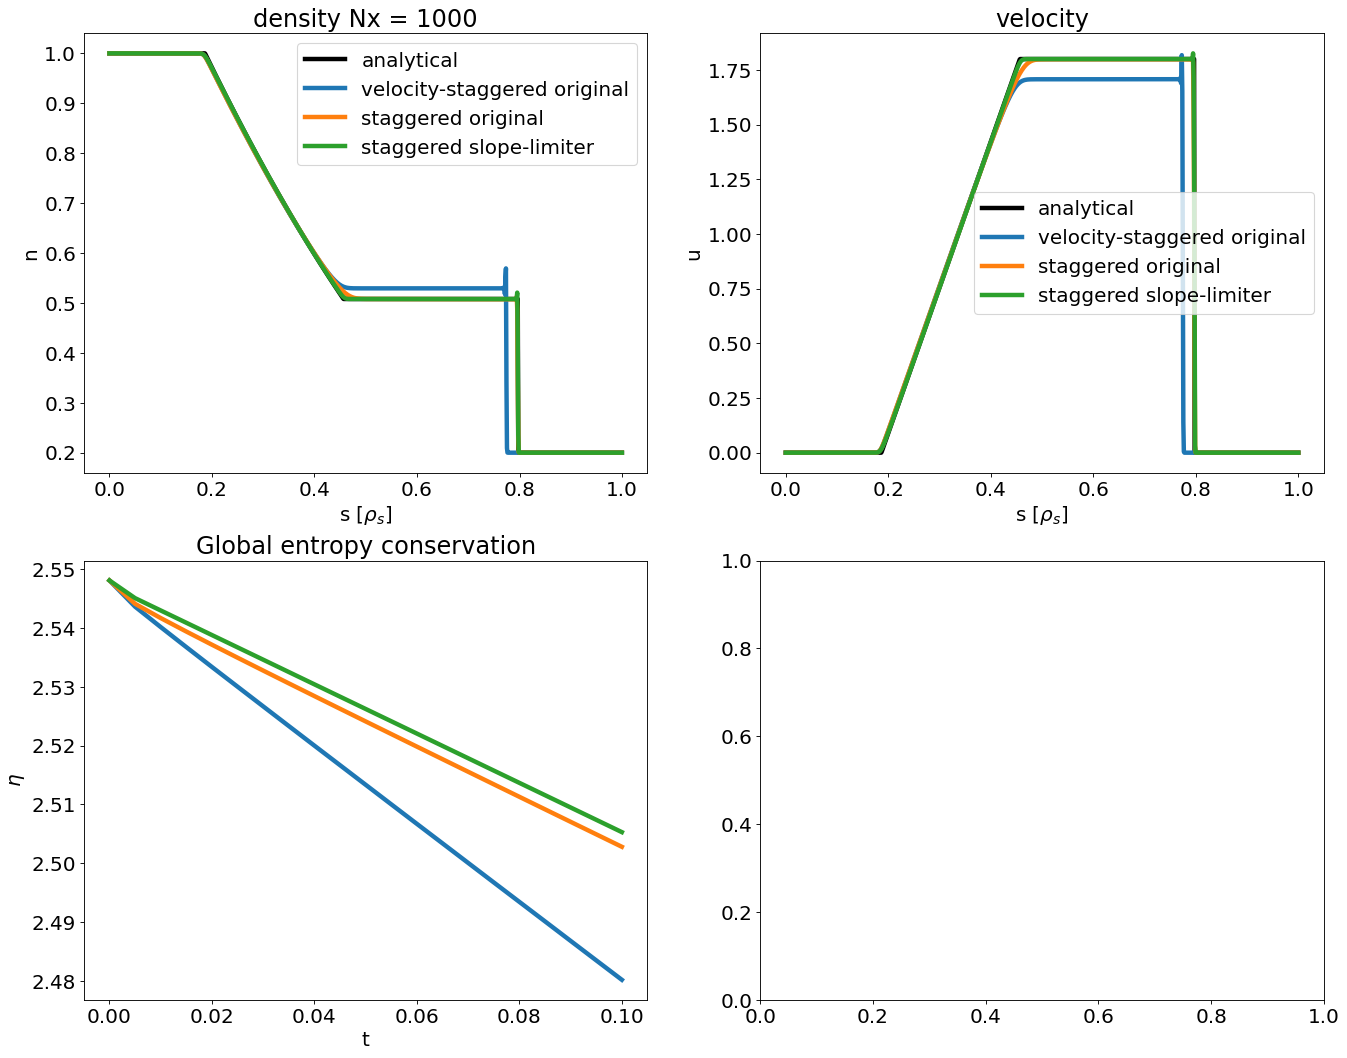 density Nx = 1000
n
1.0
0.9
0.8
0.7
0.6
0.5
0.4
0.3
0.2
analytical
velocity-staggered original
staggered original
staggered slope-limiter
0.0 0.2 0.4 0.6 0.8 1.0
s [ρₛ]
velocity
u
1.75
1.50
1.25
1.00
0.75
0.50
0.25
0.00
analytical
velocity-staggered original
staggered original
staggered slope-limiter
0.0 0.2 0.4 0.6 0.8 1.0
s [ρₛ]
Global entropy conservation
η
2.55
2.54
2.53
2.52
2.51
2.50
2.49
2.48
0.00 0.02 0.04 0.06 0.08 0.10
t
1.0
0.8
0.6
0.4
0.2
0.0
0.0 0.2 0.4 0.6 0.8 1.0